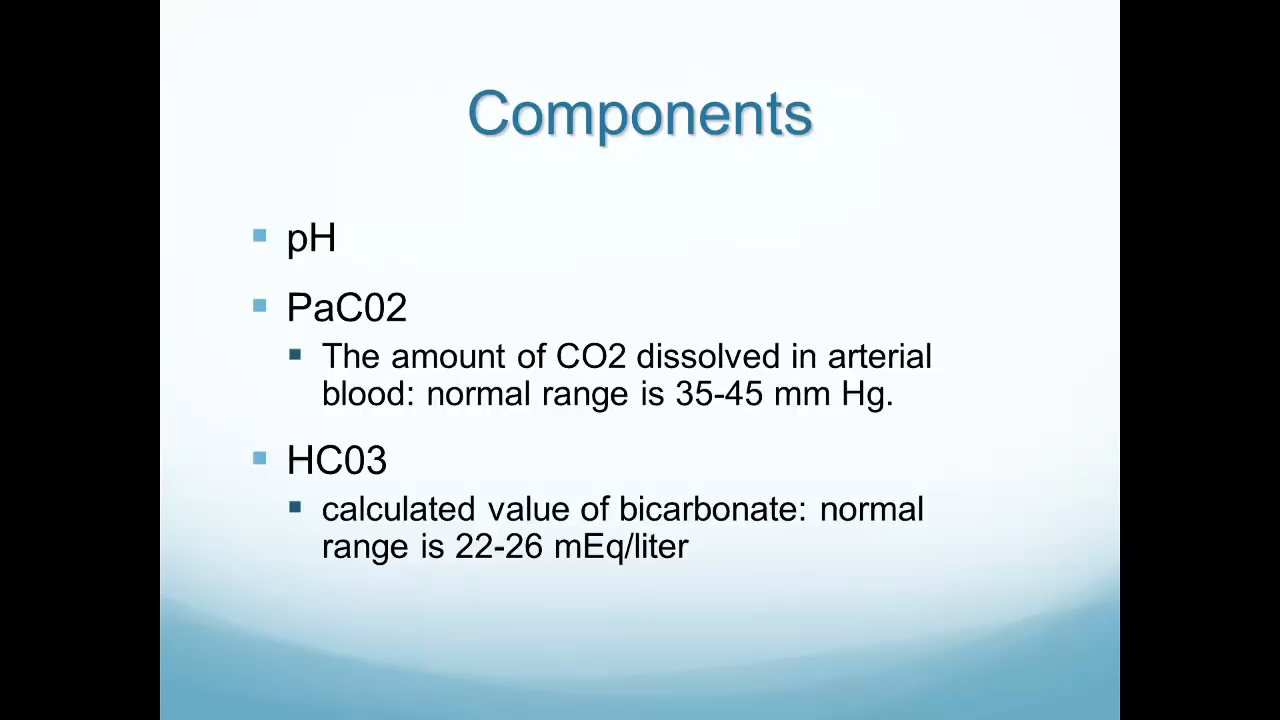 Components
pH
PaC02
The amount of CO2 dissolved in arterial
blood: normal range is 35-45 mm Hg.
HC03
calculated value of bicarbonate: normal
range is 22-26 mEq/liter